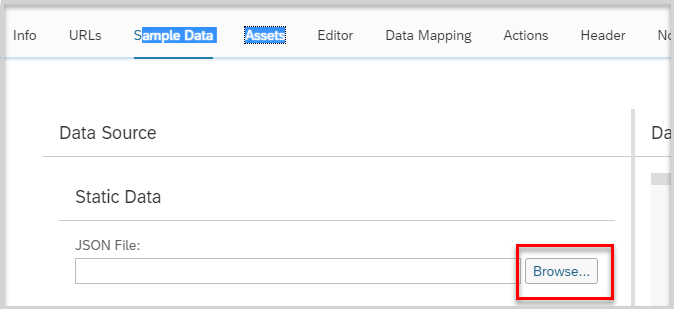 Info URLs Sample Data Assets Editor Data Mapping Actions Header No
Data Source Da
Static Data
JSON File:
Browse...